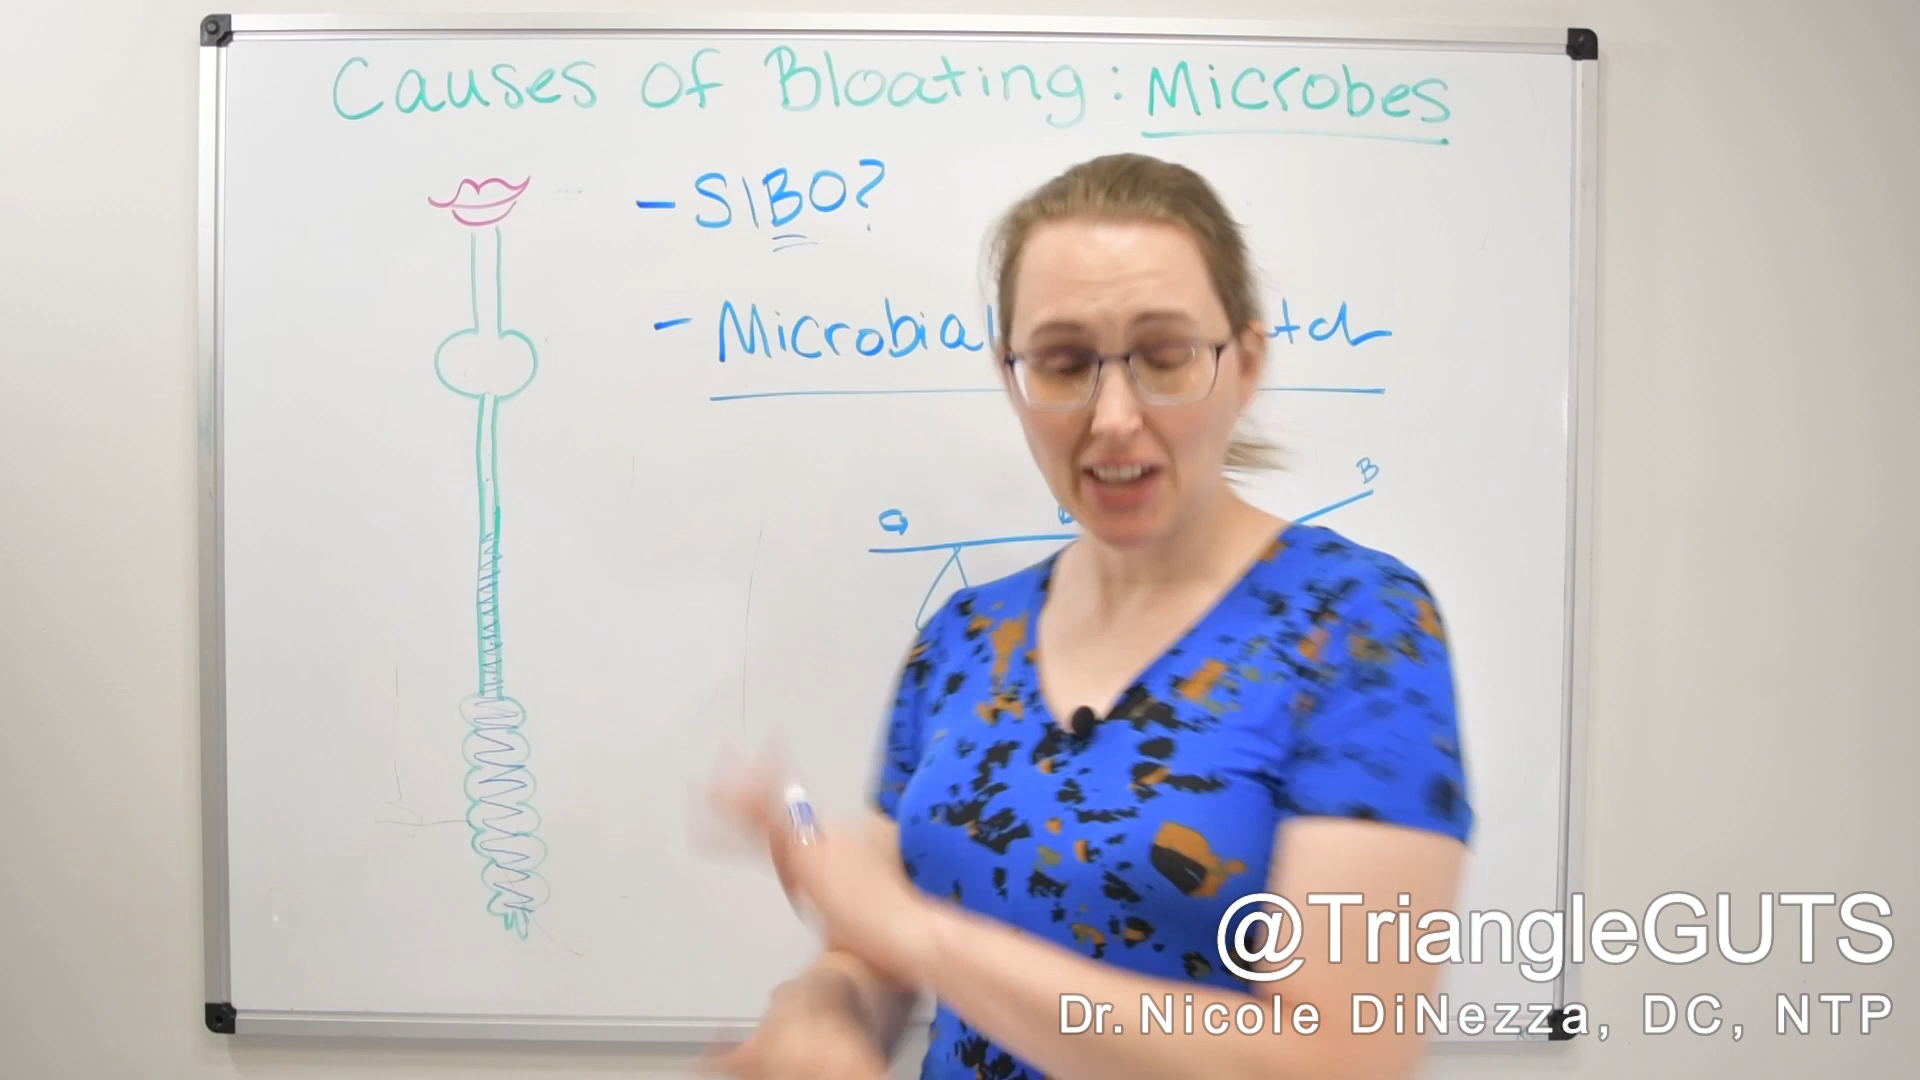 Causes of Bloating: Microbes
- SIBO?
- Microbial
B
G
@TriangleGUTS
Dr. Nicole DiNezza, DC, NTP